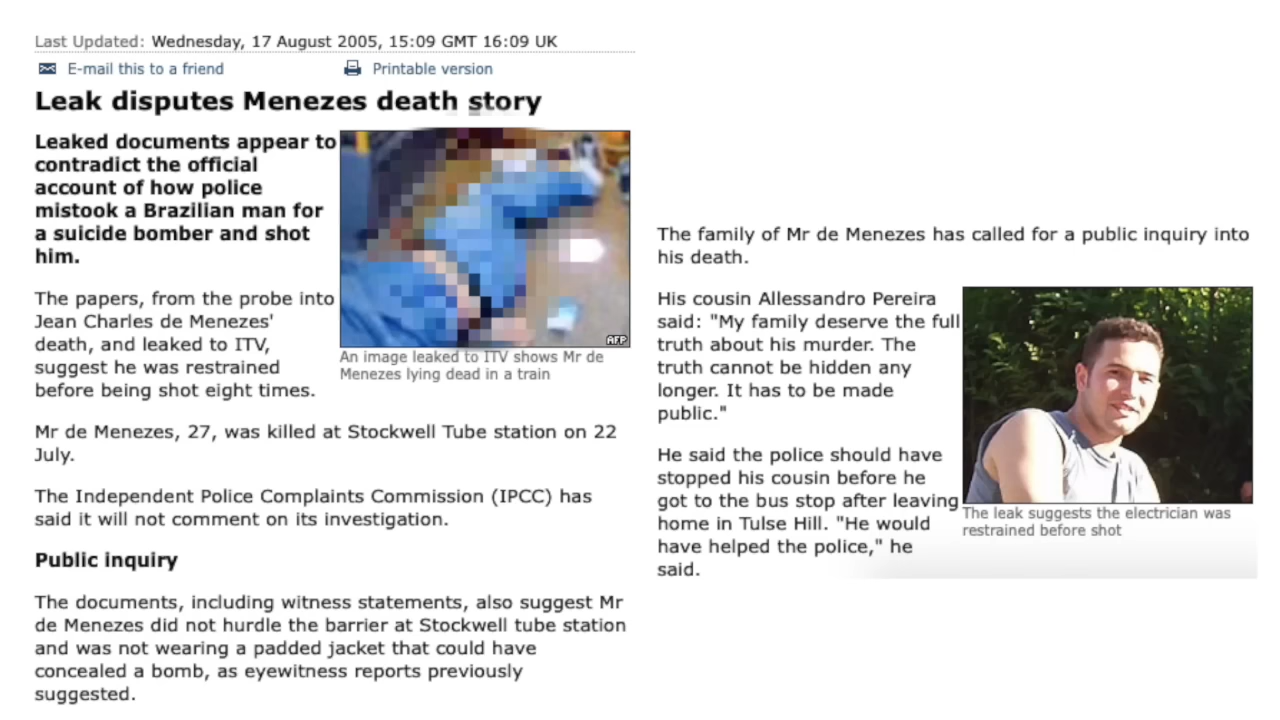 Last Updated: Wednesday, 17 August 2005, 15:09 GMT 16:09 UK
E-mail this to a friend
Printable version
Leak disputes Menezes death story
Leaked documents appear to
contradict the official
account of how police
mistook a Brazilian man for
a suicide bomber and shot
him.
AFP
An image leaked to ITV shows Mr de
Menezes lying dead in a train
The papers, from the probe into
Jean Charles de Menezes'
death, and leaked to ITV,
suggest he was restrained
before being shot eight times.
Mr de Menezes, 27, was killed at Stockwell Tube station on 22
July.
The Independent Police Complaints Commission (IPCC) has
said it will not comment on its investigation.
Public inquiry
The documents, including witness statements, also suggest Mr
de Menezes did not hurdle the barrier at Stockwell tube station
and was not wearing a padded jacket that could have
concealed a bomb, as eyewitness reports previously
suggested.
The family of Mr de Menezes has called for a public inquiry into
his death.
His cousin Allessandro Pereira
said: "My family deserve the full
truth about his murder. The
truth cannot be hidden any
longer. It has to be made
public."
He said the police should have
stopped his cousin before he
got to the bus stop after leaving
home in Tulse Hill. "He would
have helped the police," he
said.
The leak suggests the electrician was
restrained before shot